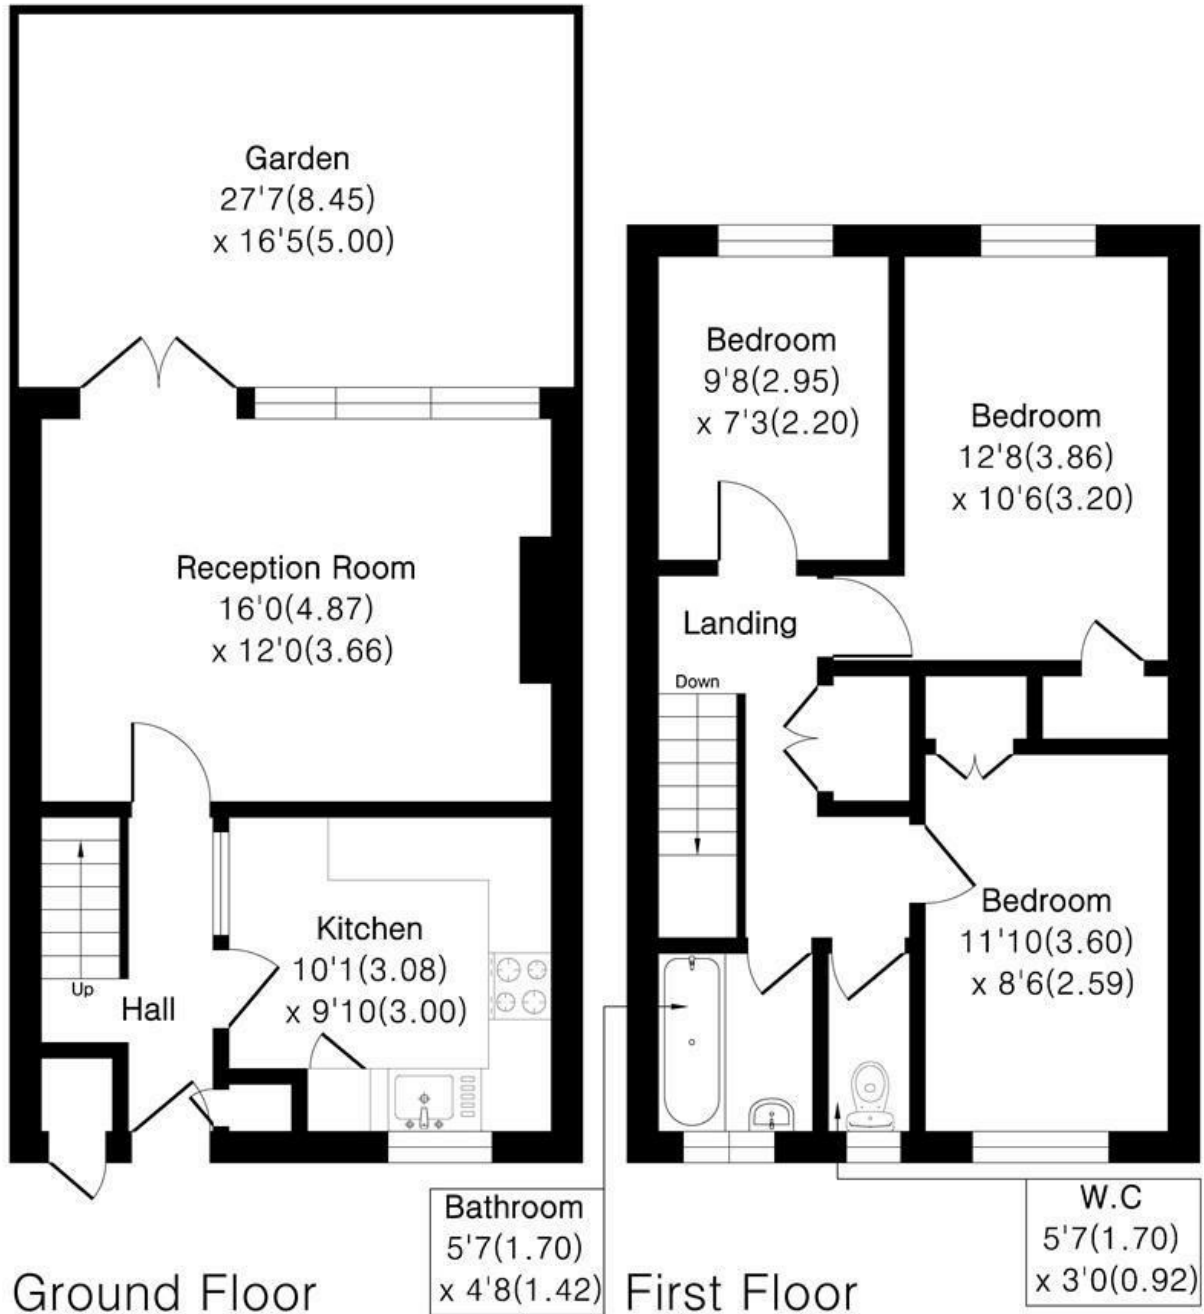 Garden
27'7(8.45)
x 16'5(5.00)
Reception Room
16'0(4.87)
x 12'0(3.66)
Up
Hall
Kitchen
10'1(3.08)
x 9'10(3.00)
Ground Floor
Bedroom
9'8(2.95)
x 7'3(2.20)
Bedroom
12'8(3.86)
x 10'6(3.20)
Landing
Down
Bedroom
11'10(3.60)
x 8'6(2.59)
Bathroom
5'7(1.70)
x 4'8(1.42)
W.C
5'7(1.70)
x 3'0(0.92)
First Floor